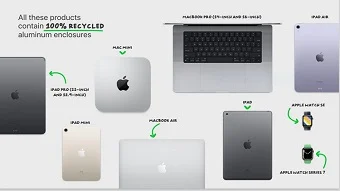 All these products
contain 100% RECYCLED
aluminum enclosures
MAC MINI
MACBOOK PRO (14-INCH AND 16-INCH)
IPAD AIR
IPAD PRO (11-INCH
AND 12.9-INCH)
IPAD MINI
MACBOOK AIR
IPAD
APPLE WATCH SE
APPLE WATCH SERIES 7